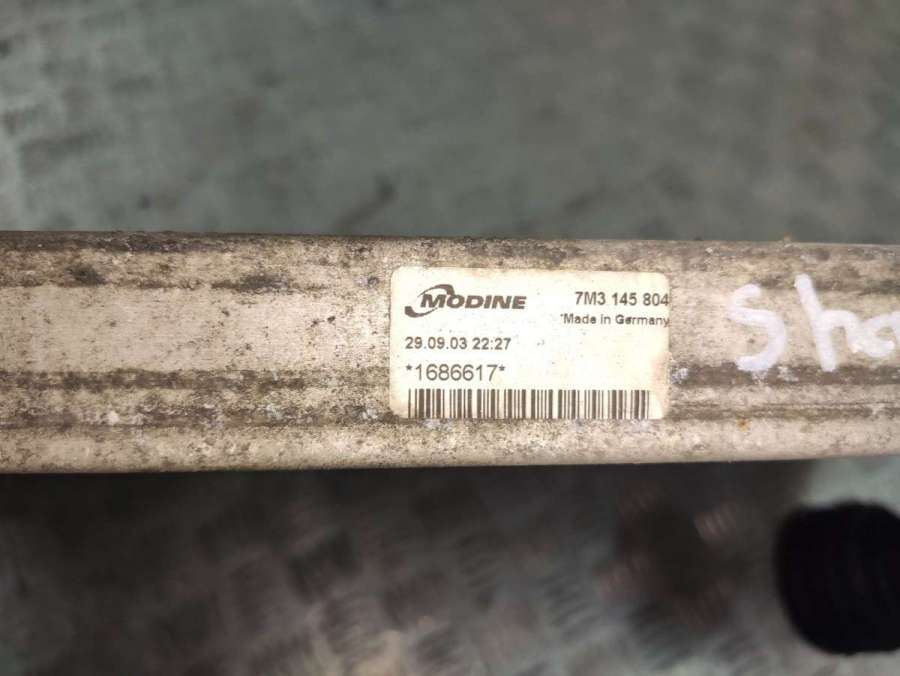 MODINE 7M3 145 804
*Made in Germany
29.09.03 22:27
*1686617*